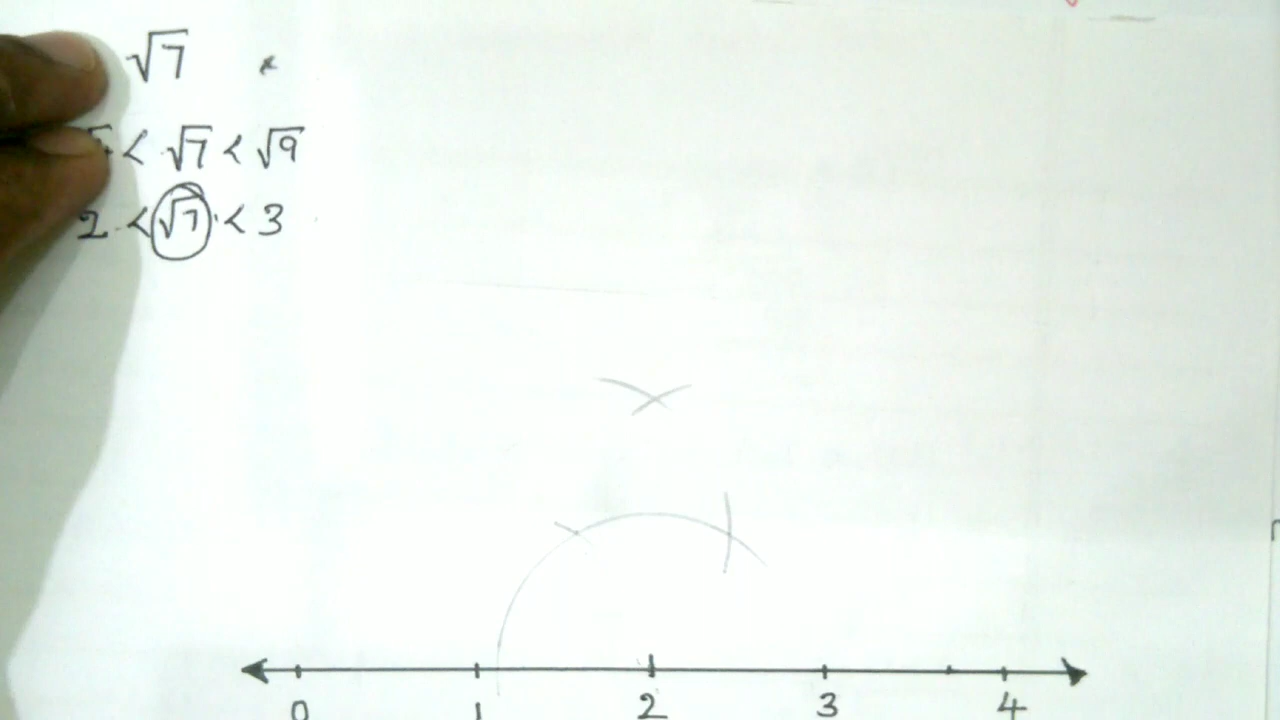 √7
< √7 < √9
2 < √7 < 3
0 1 2 3 4